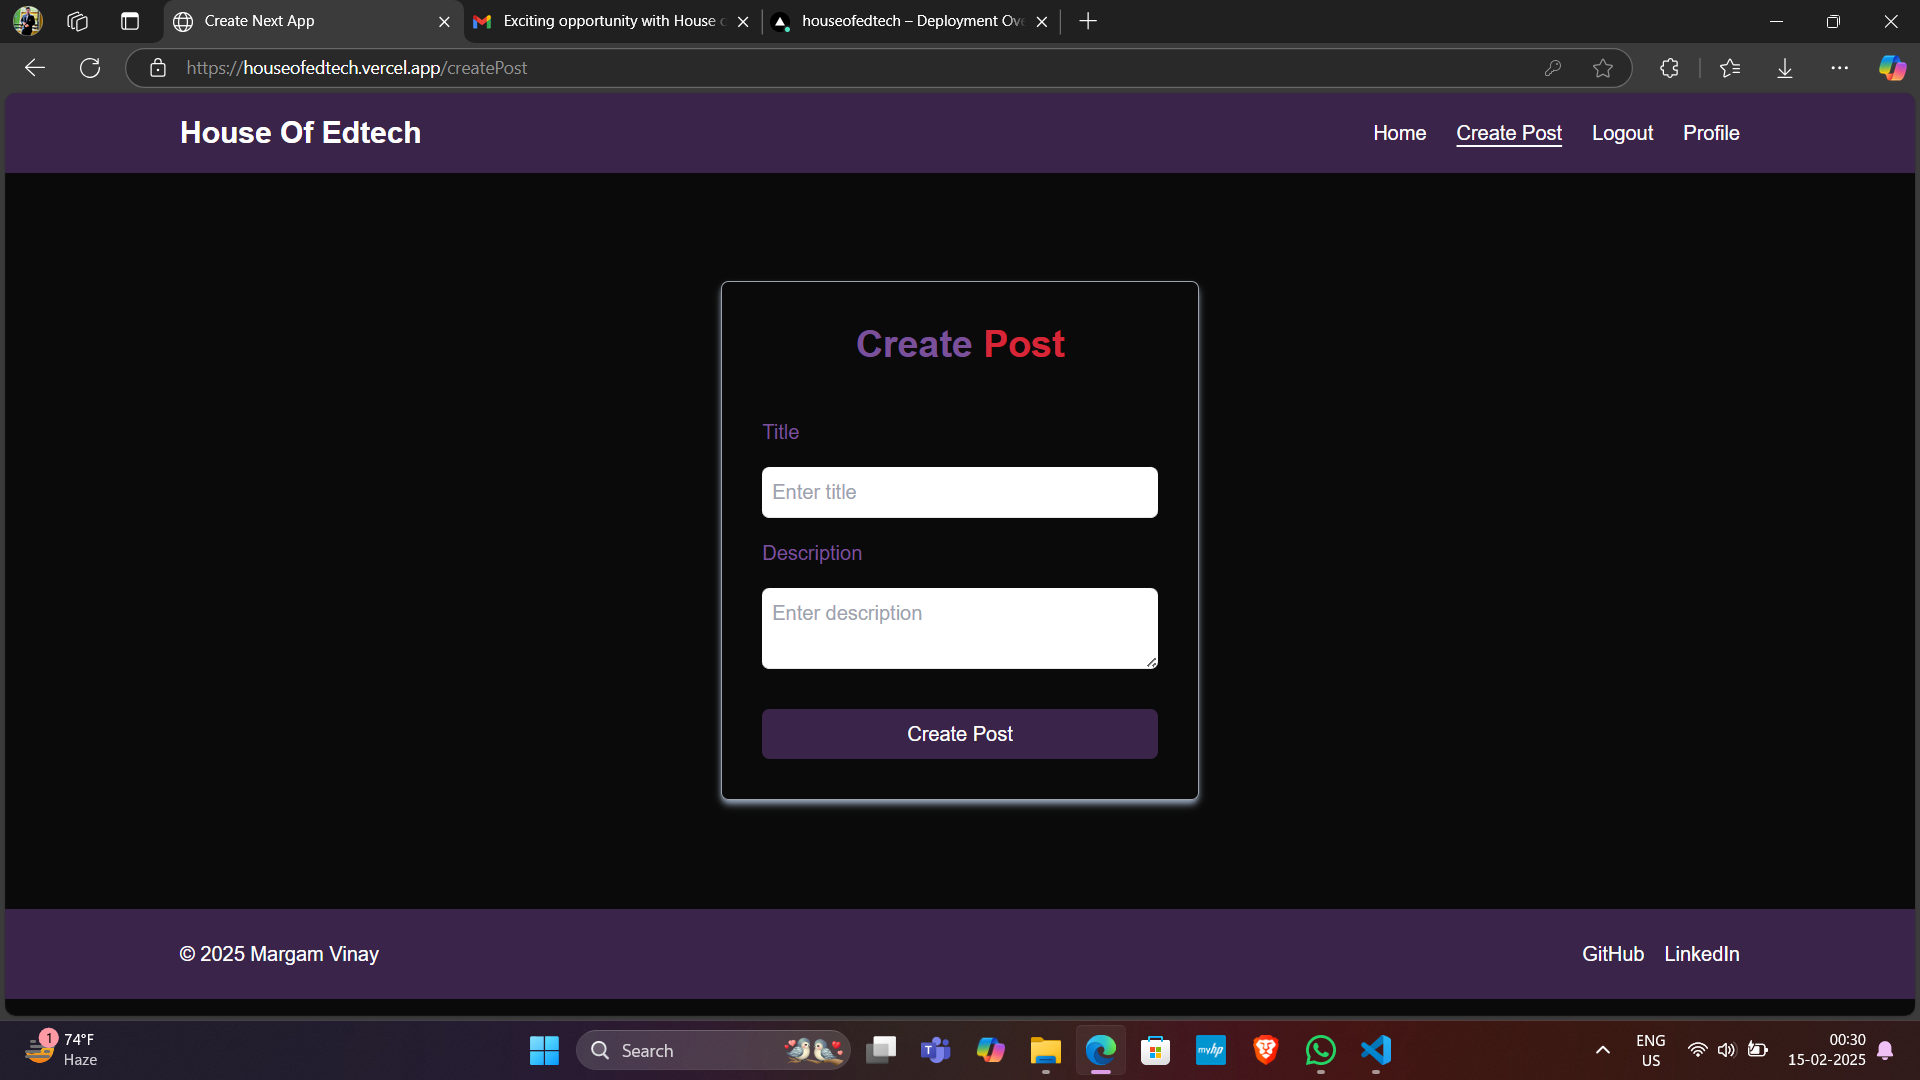 Create Next App
Exciting opportunity with House o
houseofedtech – Deployment Ove
https://houseofedtech.vercel.app/createPost
House Of Edtech
Home
Create Post
Logout
Profile
Create Post
Title
Enter title
Description
Enter description
Create Post
© 2025 Margam Vinay
GitHub
LinkedIn
1
74°F
Haze
Search
myhp
ENG
US
00:30
15-02-2025